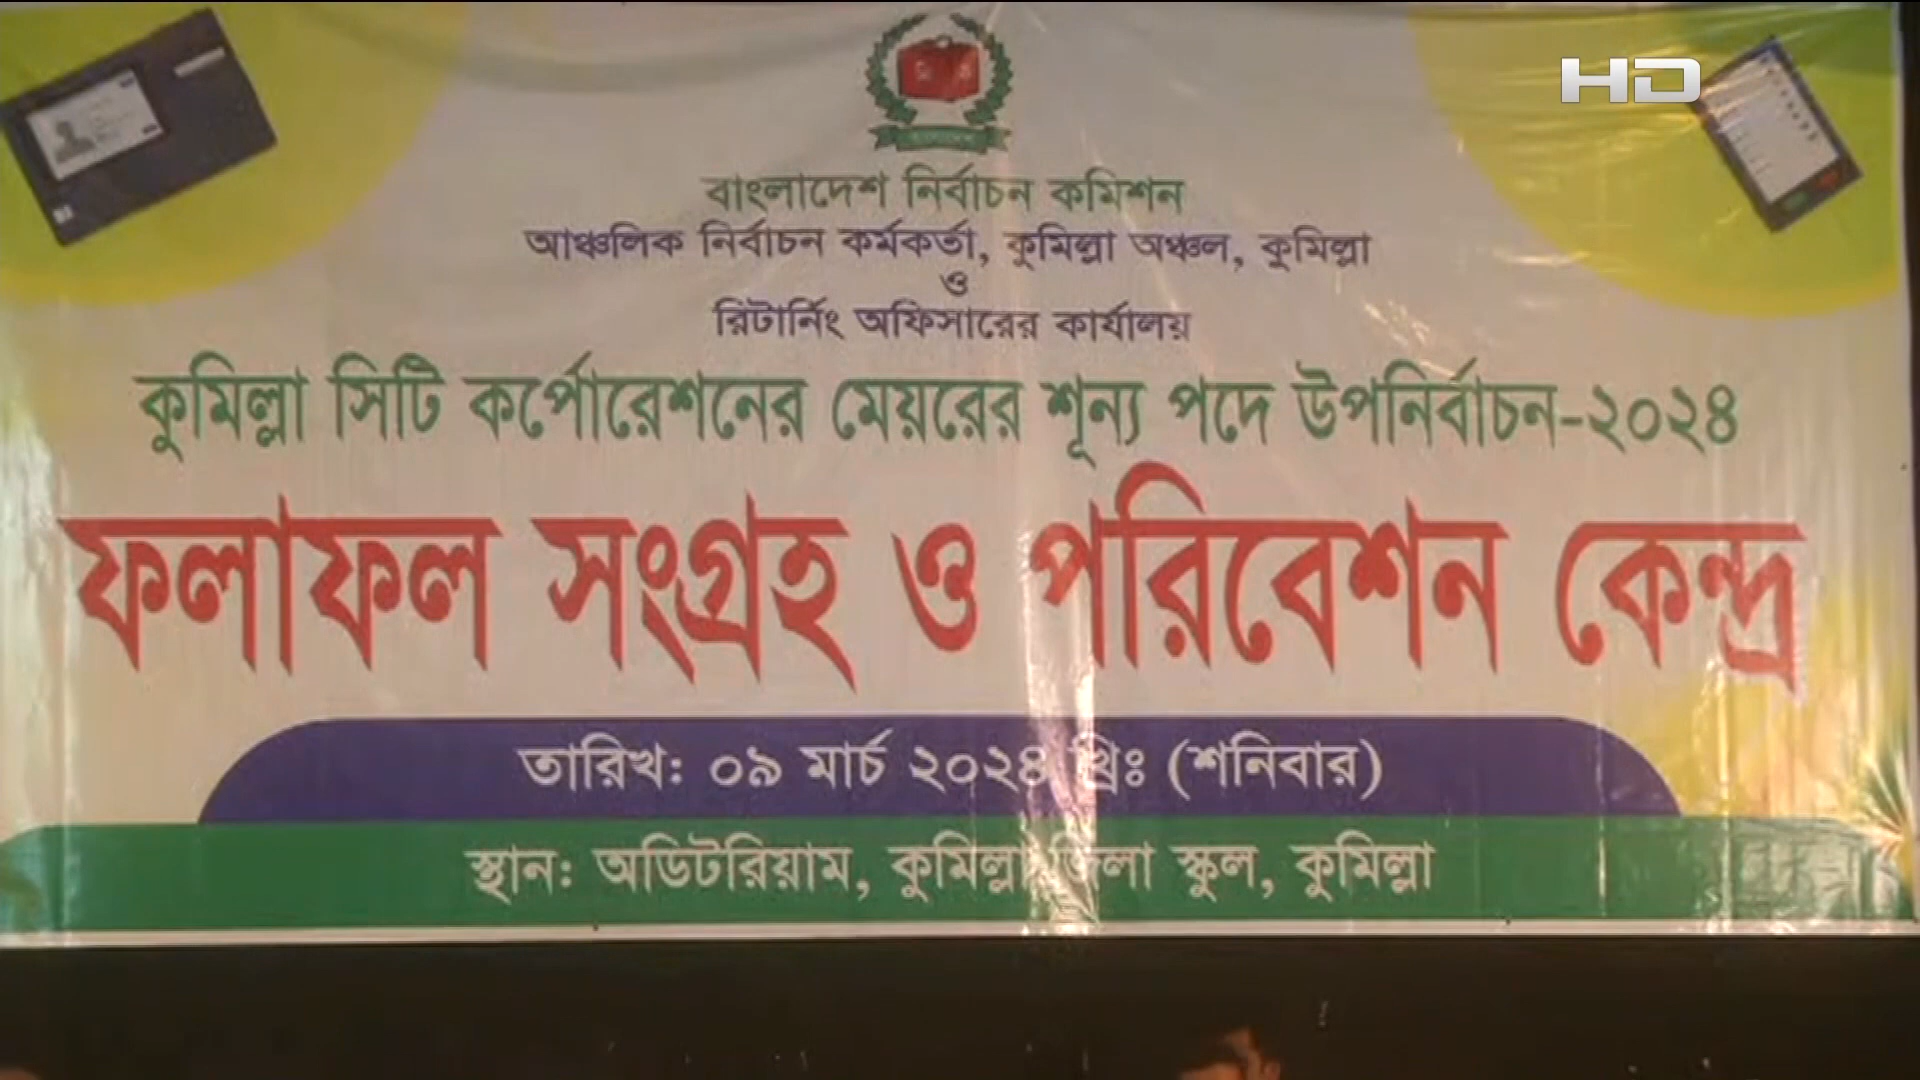 HD
বাংলাদেশ নির্বাচন কমিশন
আঞ্চলিক নির্বাচন কর্মকর্তা, কুমিল্লা অঞ্চল, কুমিল্লা
ও
রিটার্নিং অফিসারের কার্যালয়
কুমিল্লা সিটি কর্পোরেশনের মেয়রের শূন্য পদে উপনির্বাচন-২০২৪
ফলাফল সংগ্রহ ও পরিবেশন কেন্দ্র
তারিখ: ০৯ মার্চ ২০২৪ খ্রিঃ (শনিবার)
স্থান: অডিটরিয়াম, কুমিল্লা জিলা স্কুল, কুমিল্লা